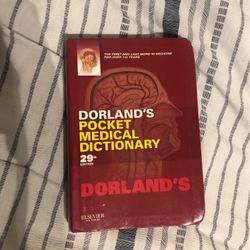 THE FIRST AND LAST WORD IN MEDICINE
FOR OVER 110 YEARS
DORLAND'S
POCKET
MEDICAL
DICTIONARY
29th
EDITION
DORLAND'S
ELSEVIER